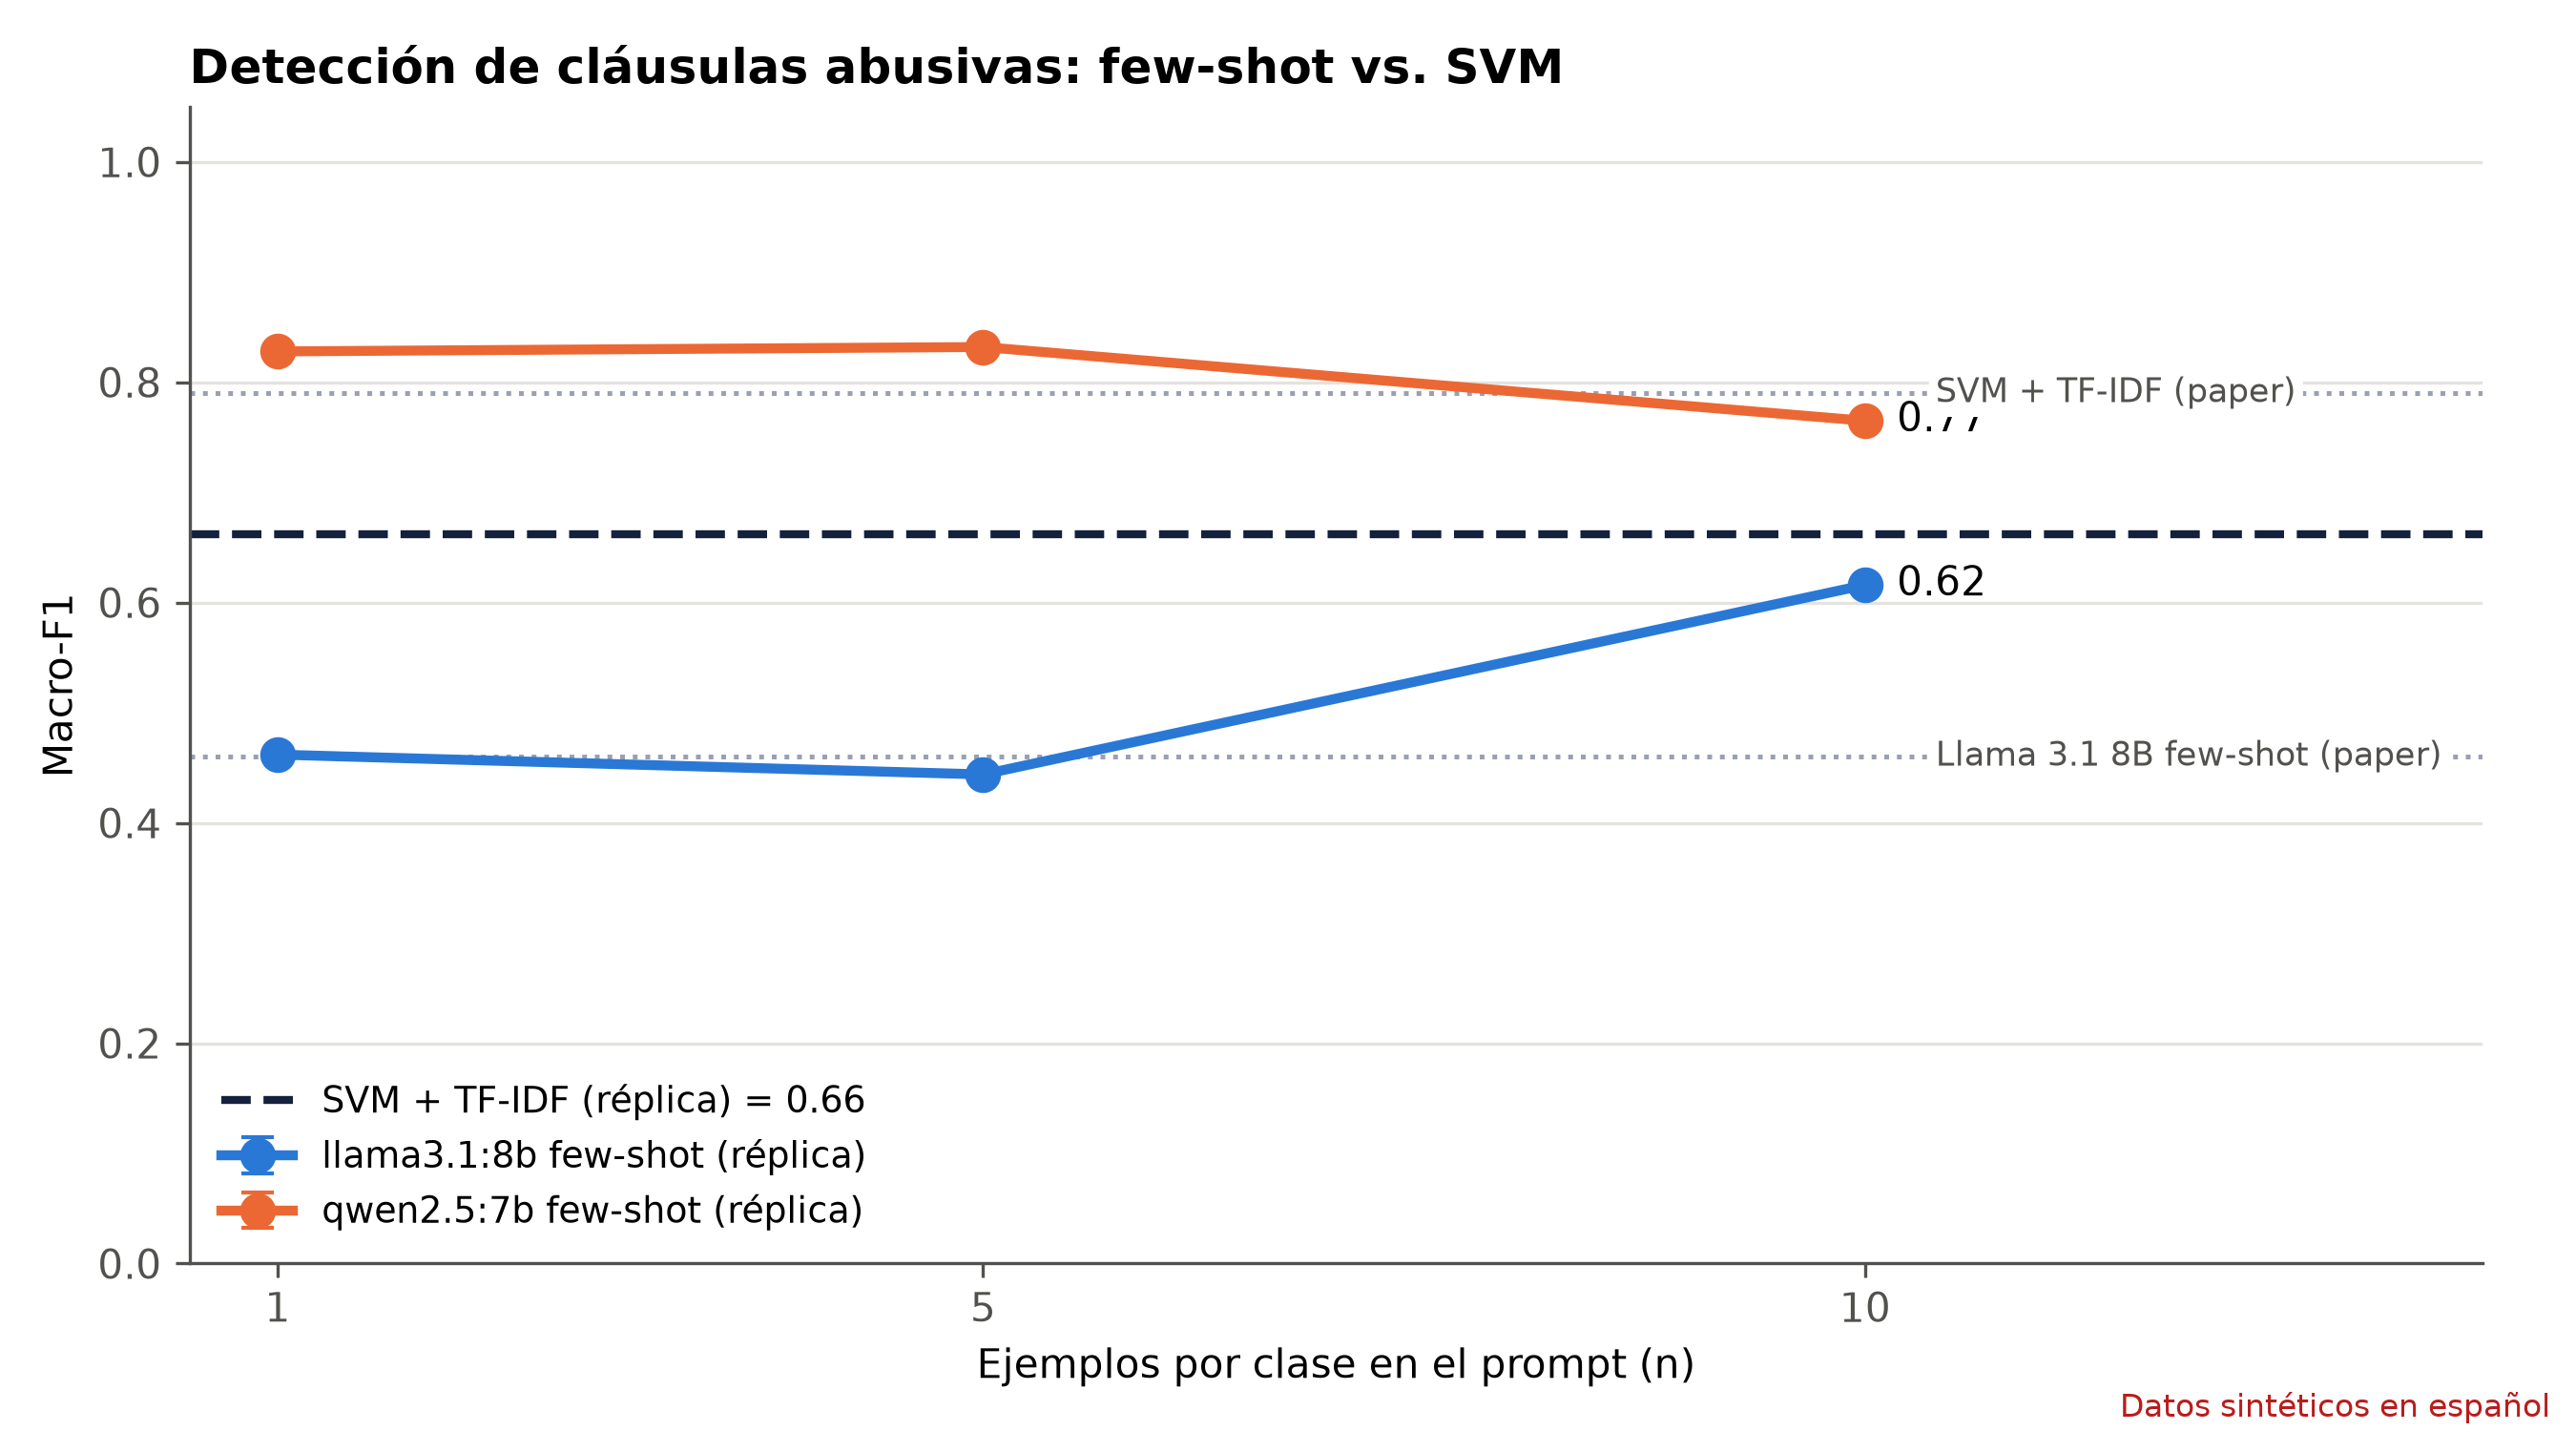 Detección de cláusulas abusivas: few-shot vs. SVM
Macro-F1
1.0
0.8
0.6
0.4
0.2
0.0
SVM + TF-IDF (paper)
0.77
0.62
Llama 3.1 8B few-shot (paper)
SVM + TF-IDF (réplica) = 0.66
llama3.1:8b few-shot (réplica)
qwen2.5:7b few-shot (réplica)
1
5
10
Ejemplos por clase en el prompt (n)
Datos sintéticos en español